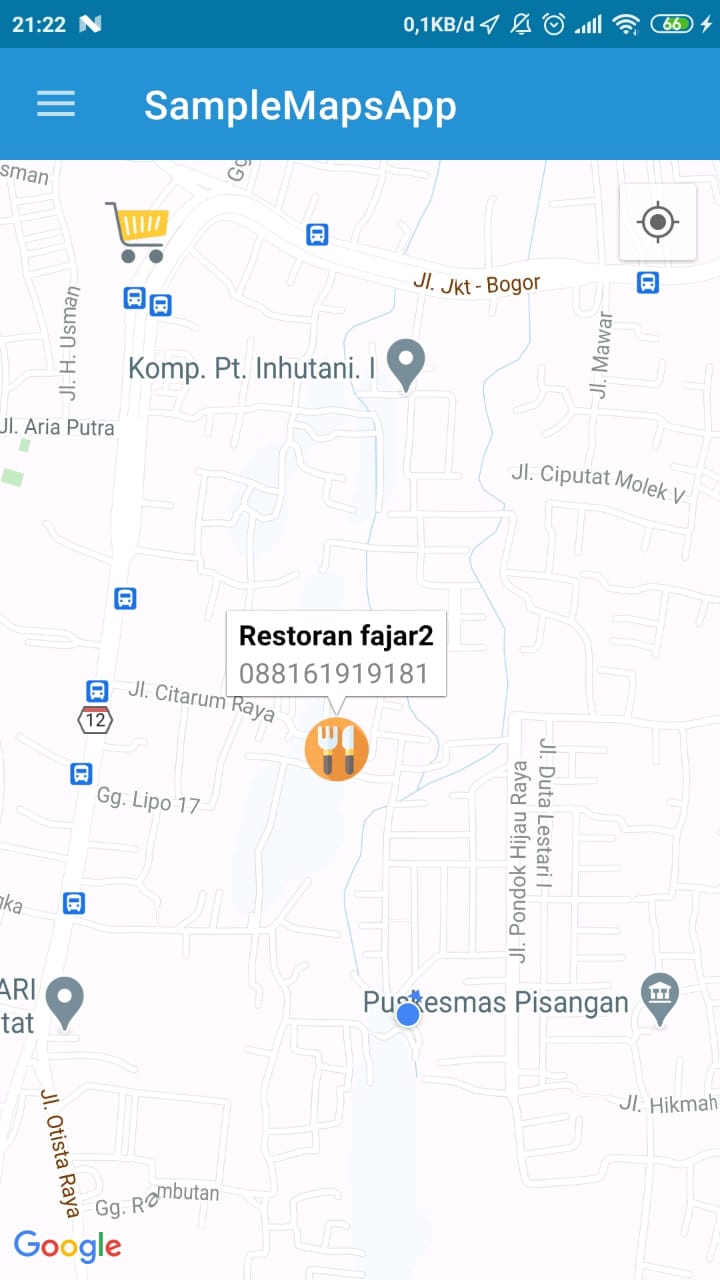 21:22
0,1KB/d
66
SampleMapsApp
sman
Gg
Jl. Jkt - Bogor
Jl. H. Usman
Jl. Mawar
Komp. Pt. Inhutani. I
Jl. Aria Putra
Jl. Ciputat Molek V
Restoran fajar2
088161919181
Jl. Citarum Raya
12
Gg. Lipo 17
Jl. Duta Lestari I
Jl. Pondok Hijau Raya
gka
ARI
tat
Puskesmas Pisangan
Jl. Hikmah
Jl. Otista Raya
Gg. Rambutan
Google